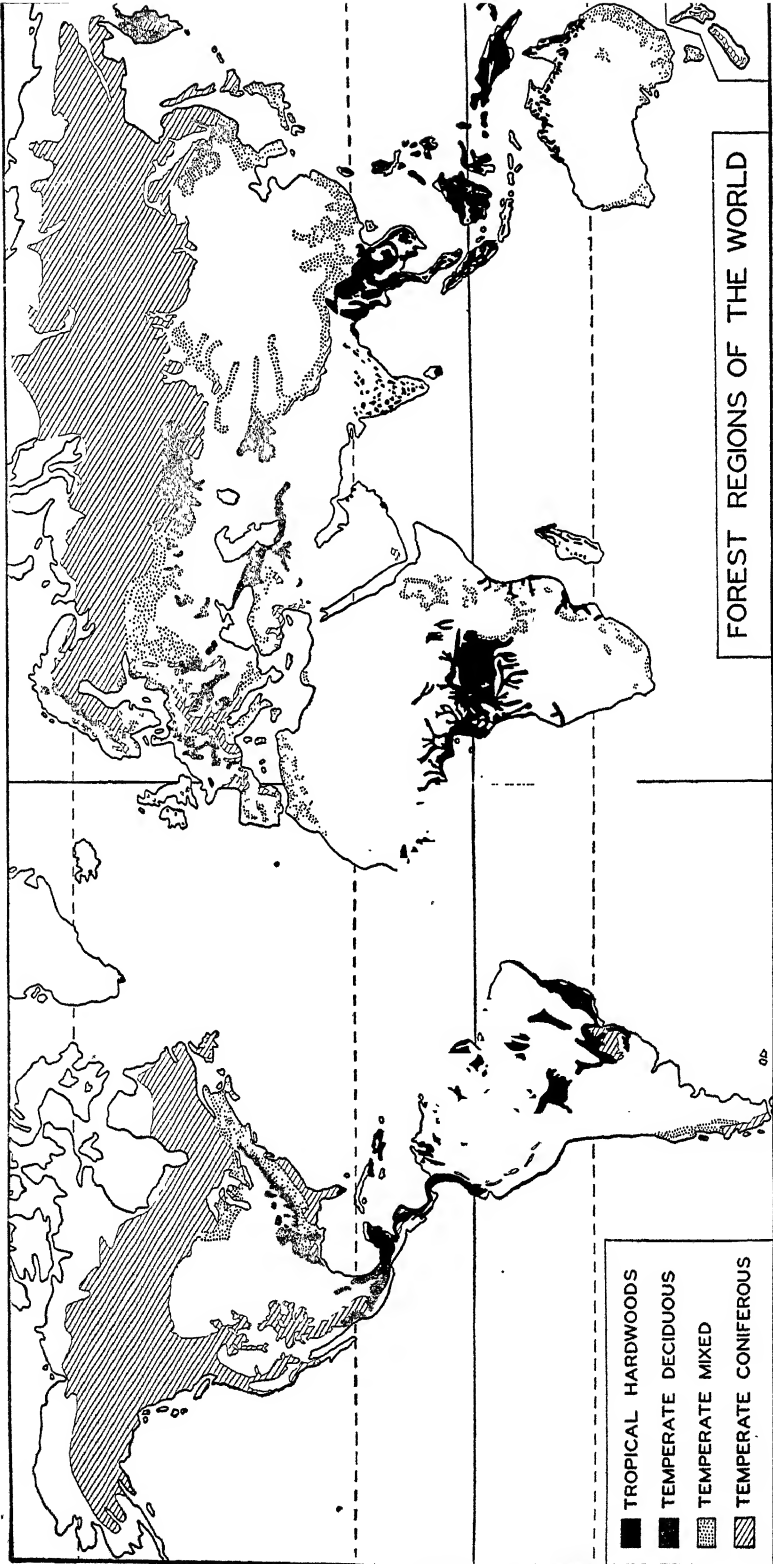 FOREST REGIONS OF THE WORLD
TROPICAL HARDWOODS
TEMPERATE DECIDUOUS
TEMPERATE MIXED
TEMPERATE CONIFEROUS